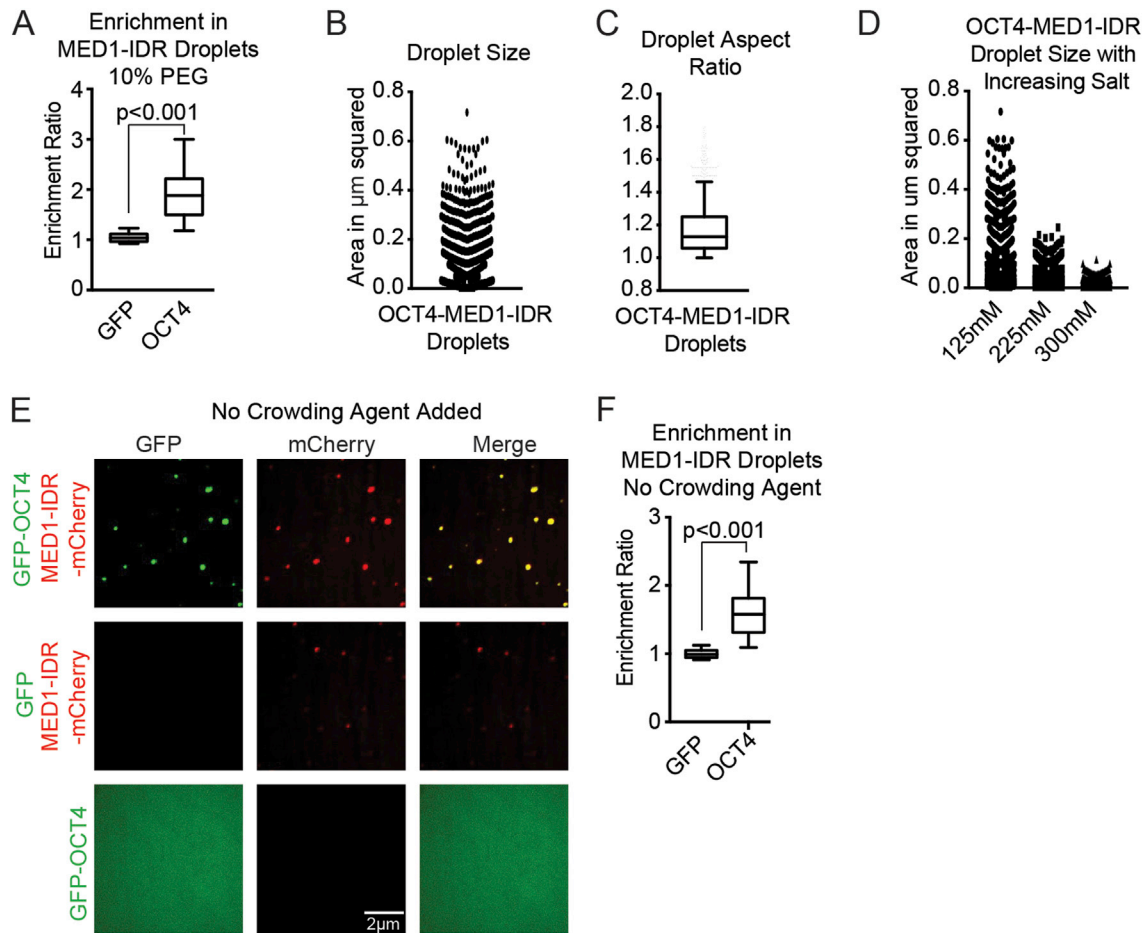 A
Enrichment in
MED1-IDR Droplets
10% PEG
p<0.001
Enrichment Ratio
4
3
2
1
0
GFP
OCT4
B
Droplet Size
Area in µm squared
0.8
0.6
0.4
0.2
0.0
OCT4-MED1-IDR
Droplets
C
Droplet Aspect
Ratio
2.0
1.8
1.6
1.4
1.2
1.0
0.8
OCT4-MED1-IDR
Droplets
D
OCT4-MED1-IDR
Droplet Size with
Increasing Salt
Area in um squared
0.8
0.6
0.4
0.2
0.0
125mM
225mM
300mM
E
No Crowding Agent Added
GFP
mCherry
Merge
GFP-OCT4
MED1-IDR
-mCherry
GFP
MED1-IDR
-mCherry
GFP-OCT4
2µm
F
Enrichment in
MED1-IDR Droplets
No Crowding Agent
p<0.001
Enrichment Ratio
3
2
1
0
GFP
OCT4